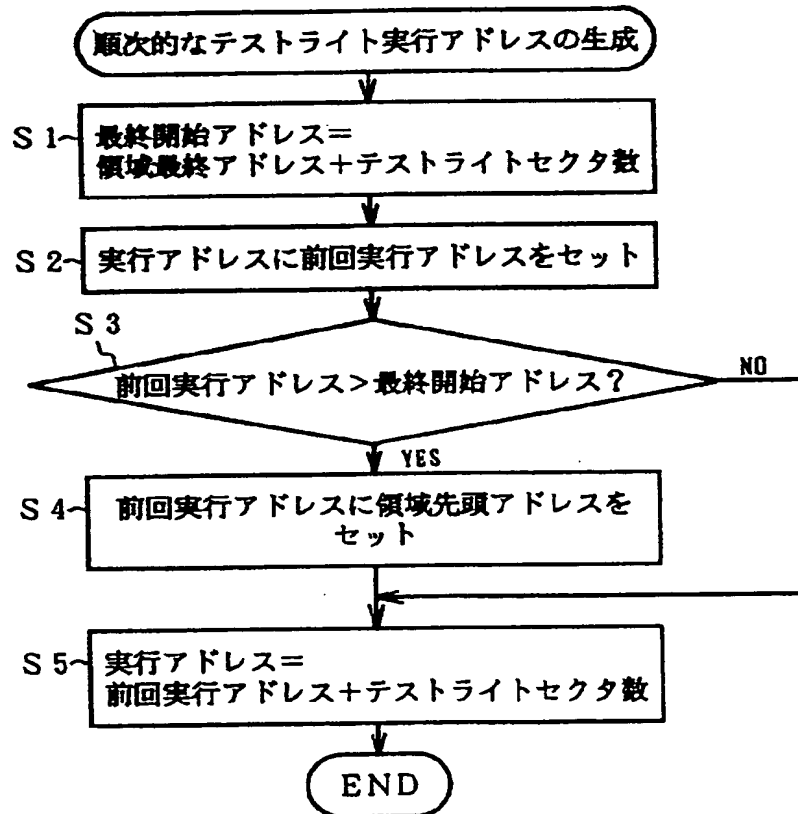 順次的なテストライト実行アドレスの生成
S1
最終開始アドレス=
領域最終アドレス+テストライトセクタ数
S2
実行アドレスに前回実行アドレスをセット
S3
前回実行アドレス>最終開始アドレス?
NO
YES
S4
前回実行アドレスに領域先頭アドレスを
セット
S5
実行アドレス=
前回実行アドレス+テストライトセクタ数
END